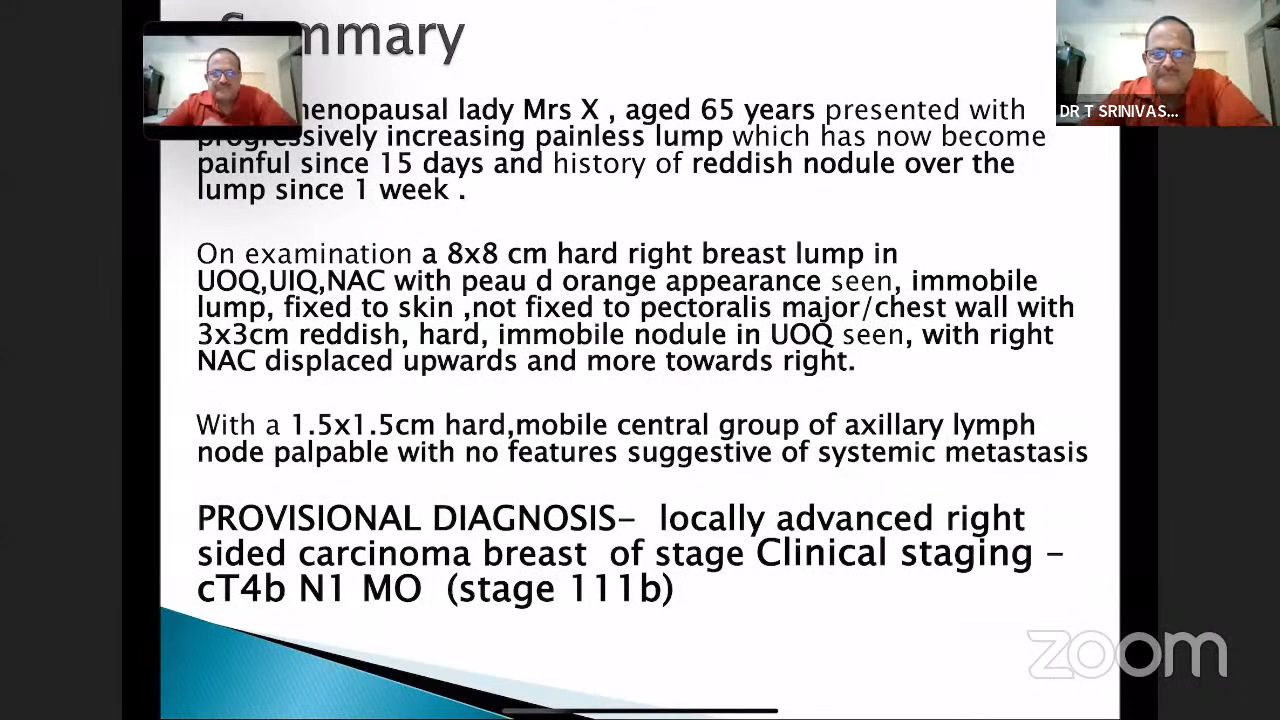 mmary
menopausal lady Mrs X , aged 65 years presented with
progressively increasing painless lump which has now become
painful since 15 days and history of reddish nodule over the
lump since 1 week .
On examination a 8x8 cm hard right breast lump in
UOQ,UIQ,NAC with peau d orange appearance seen, immobile
lump, fixed to skin ,not fixed to pectoralis major/chest wall with
3x3cm reddish, hard, immobile nodule in UOQ seen, with right
NAC displaced upwards and more towards right.
With a 1.5x1.5cm hard,mobile central group of axillary lymph
node palpable with no features suggestive of systemic metastasis
PROVISIONAL DIAGNOSIS- locally advanced right
sided carcinoma breast of stage Clinical staging -
cT4b N1 MO (stage 111b)
DR T SRINIVAS...
zoom